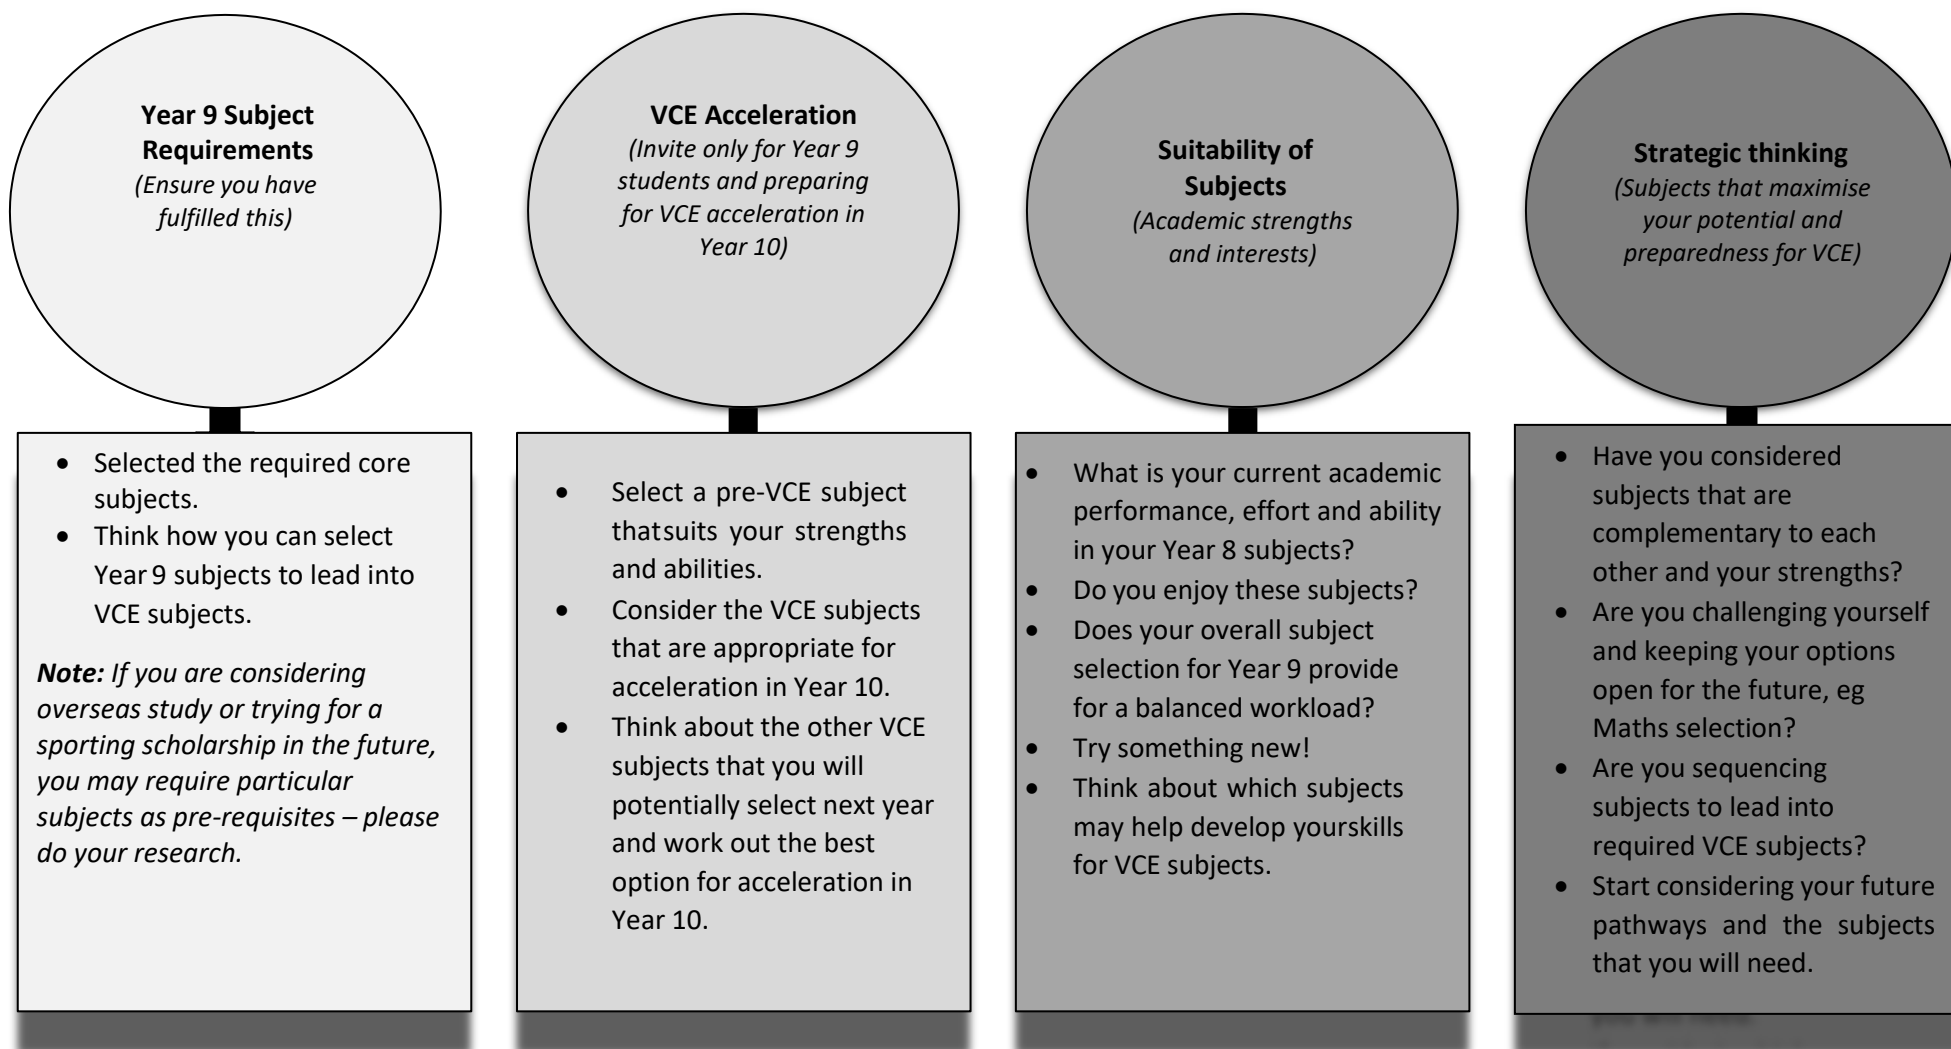 Year 9 Subject
Requirements
(Ensure you have
fulfilled this)
• Selected the required core
subjects.
• Think how you can select
Year 9 subjects to lead into
VCE subjects.
Note: If you are considering
overseas study or trying for a
sporting scholarship in the future,
you may require particular
subjects as pre-requisites – please
do your research.
VCE Acceleration
(Invite only for Year 9
students and preparing
for VCE acceleration in
Year 10)
• Select a pre-VCE subject
thatsuits your strengths
and abilities.
• Consider the VCE subjects
that are appropriate for
acceleration in Year 10.
• Think about the other VCE
subjects that you will
potentially select next year
and work out the best
option for acceleration in
Year 10.
Suitability of
Subjects
(Academic strengths
and interests)
• What is your current academic
performance, effort and ability
in your Year 8 subjects?
• Do you enjoy these subjects?
• Does your overall subject
selection for Year 9 provide
for a balanced workload?
• Try something new!
• Think about which subjects
may help develop yourskills
for VCE subjects.
Strategic thinking
(Subjects that maximise
your potential and
preparedness for VCE)
• Have you considered
subjects that are
complementary to each
other and your strengths?
• Are you challenging yourself
and keeping your options
open for the future, eg
Maths selection?
• Are you sequencing
subjects to lead into
required VCE subjects?
• Start considering your future
pathways and the subjects
that you will need.